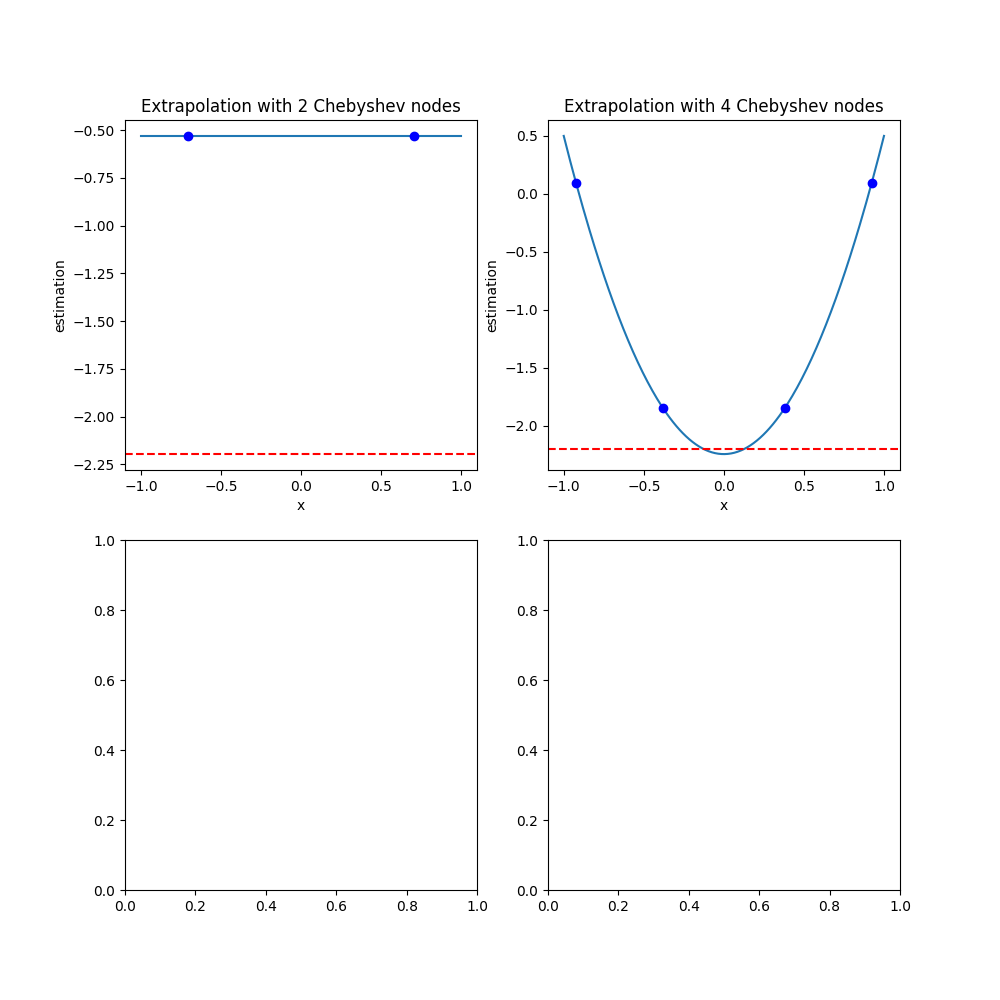 Extrapolation with 2 Chebyshev nodes
−0.50
−0.75
−1.00
−1.25
−1.50
−1.75
−2.00
−2.25
estimation
−1.0 −0.5 0.0 0.5 1.0
x
Extrapolation with 4 Chebyshev nodes
0.5
0.0
−0.5
−1.0
−1.5
−2.0
estimation
−1.0 −0.5 0.0 0.5 1.0
x
1.0
0.8
0.6
0.4
0.2
0.0
0.0 0.2 0.4 0.6 0.8 1.0
1.0
0.8
0.6
0.4
0.2
0.0
0.0 0.2 0.4 0.6 0.8 1.0